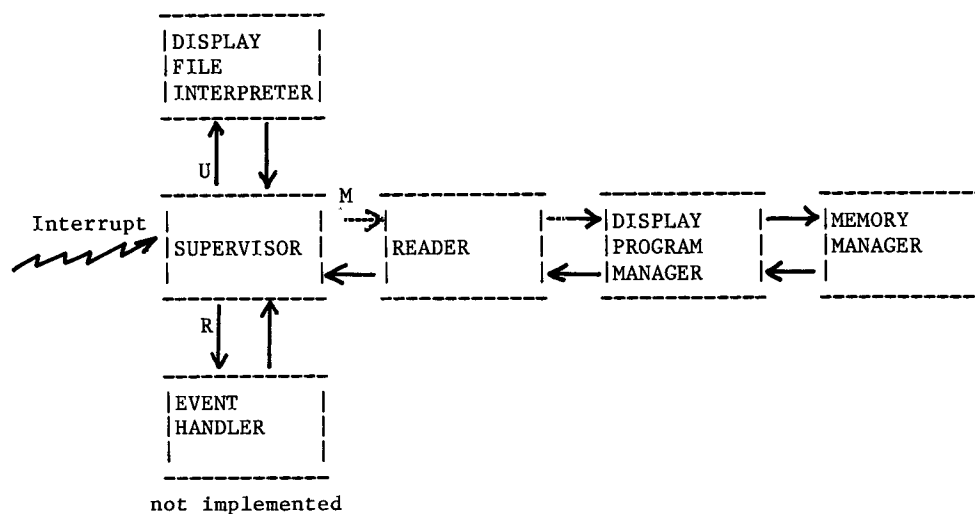 DISPLAY
FILE
INTERPRETER
U
M
Interrupt
SUPERVISOR
READER
DISPLAY
PROGRAM
MANAGER
MEMORY
MANAGER
R
EVENT
HANDLER
not implemented